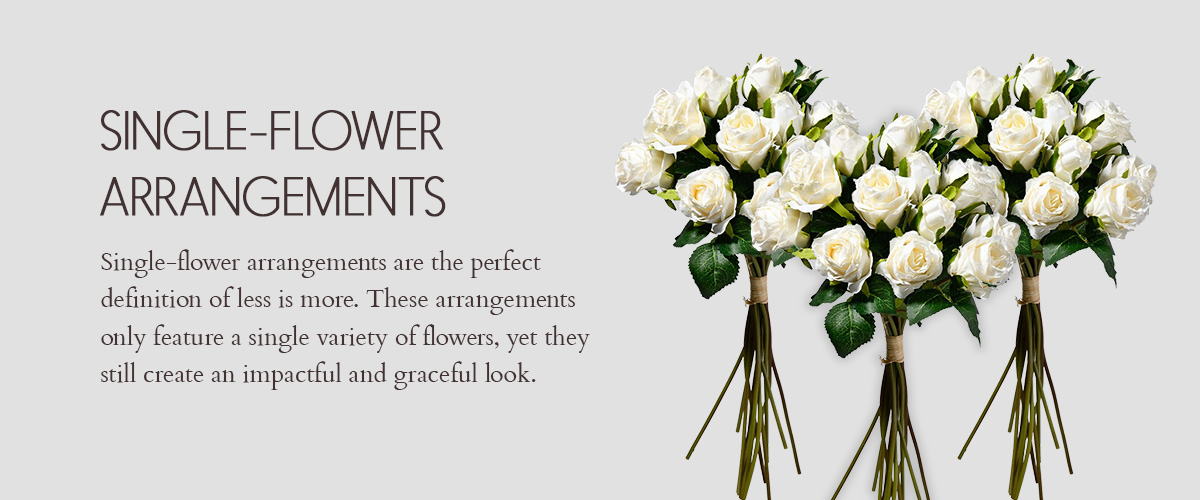 SINGLE-FLOWER
ARRANGEMENTS
Single-flower arrangements are the perfect
definition of less is more. These arrangements
only feature a single variety of flowers, yet they
still create an impactful and graceful look.